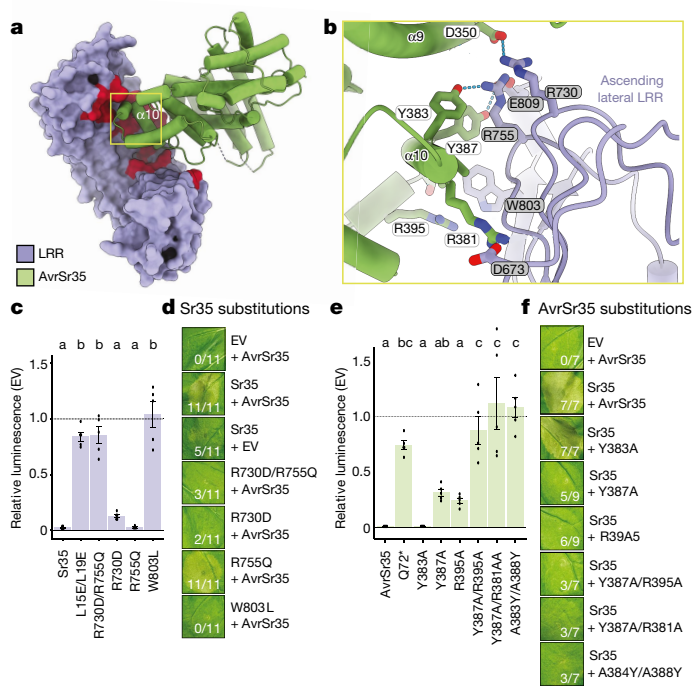 a
α10
LRR
AvrSr35
b
α9
D350
R730
E809
Y383
R755
Y387
α10
W803
R395
R381
D673
Ascending
lateral LRR
c
Relative luminescence (EV)
1.5
1.0
0.5
0
a b b a a b
Sr35
L15E/L19E
R730D/R755Q
R730D
R755Q
W803L
d Sr35 substitutions
0/11
EV
+ AvrSr35
11/11
Sr35
+ AvrSr35
5/11
Sr35
+ EV
3/11
R730D/R755Q
+ AvrSr35
2/11
R730D
+ AvrSr35
11/11
R755Q
+ AvrSr35
0/11
W803L
+ AvrSr35
e
Relative luminescence (EV)
1.5
1.0
0.5
0
a bc a ab a c c c
AvrSr35
Q72*
Y383A
Y387A
R395A
Y387A/R395A
Y387A/R381AA
A383Y/A388Y
f AvrSr35 substitutions
0/7
EV
+ AvrSr35
7/7
Sr35
+ AvrSr35
7/7
Sr35
+ Y383A
5/9
Sr35
+ Y387A
6/9
Sr35
+ R39A5
3/7
Sr35
+ Y387A/R395A
3/7
Sr35
+ Y387A/R381A
3/7
Sr35
+ A384Y/A388Y